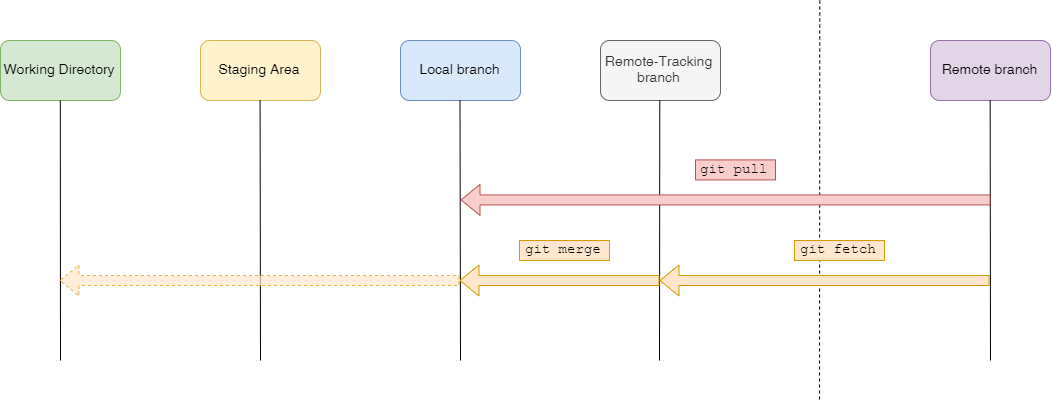 Working Directory
Staging Area
Local branch
Remote-Tracking
branch
Remote branch
git pull
git merge
git fetch